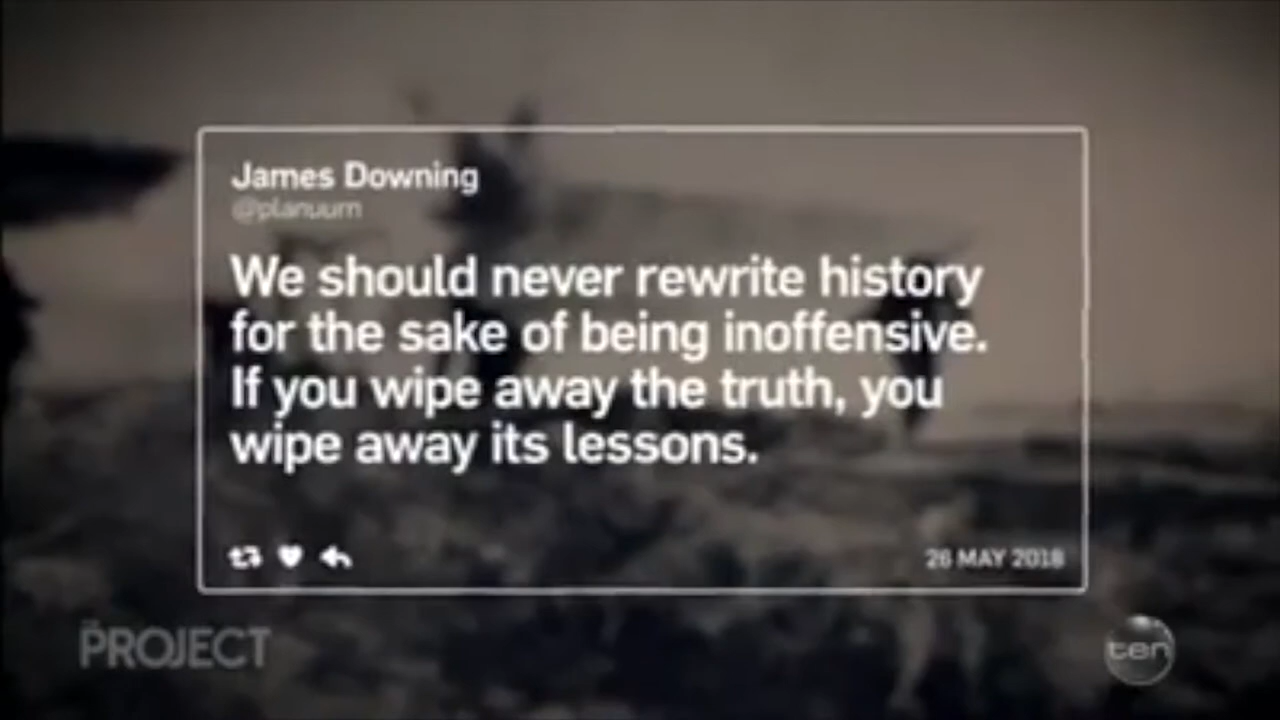 James Downing
@planuum
We should never rewrite history
for the sake of being inoffensive.
If you wipe away the truth, you
wipe away its lessons.
26 MAY 2018
THE PROJECT
ten